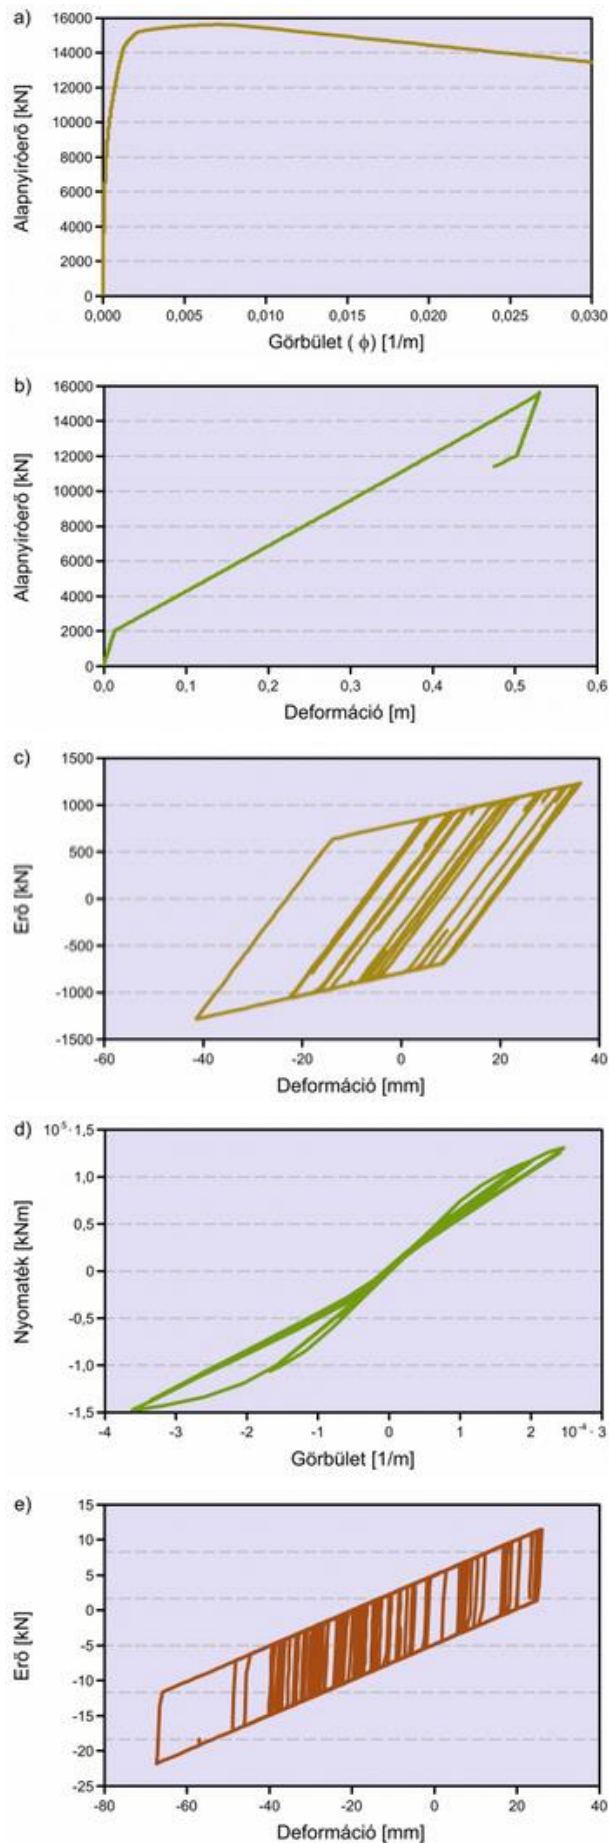 a)
16000
14000
12000
10000
8000
6000
4000
2000
0
Alapnyíróerő [kN]
0,000 0,005 0,010 0,015 0,020 0,025 0,030
Görbület ( ϕ) [1/m]
b)
16000
14000
12000
10000
8000
6000
4000
2000
0
Alapnyíróerő [kN]
0,0 0,1 0,2 0,3 0,4 0,5 0,6
Deformáció [m]
c)
1500
1000
500
0
-500
-1000
-1500
Erő [kN]
-60 -40 -20 0 20 40
Deformáció [mm]
d)
10⁵· 1,5
1,0
0,5
0
-0,5
-1,0
-1,5
Nyomaték [kNm]
-4 -3 -2 -1 0 1 2 10⁻⁴· 3
Görbület [1/m]
e)
15
10
5
0
-5
-10
-15
-20
-25
Erő [kN]
-80 -60 -40 -20 0 20 40
Deformáció [mm]